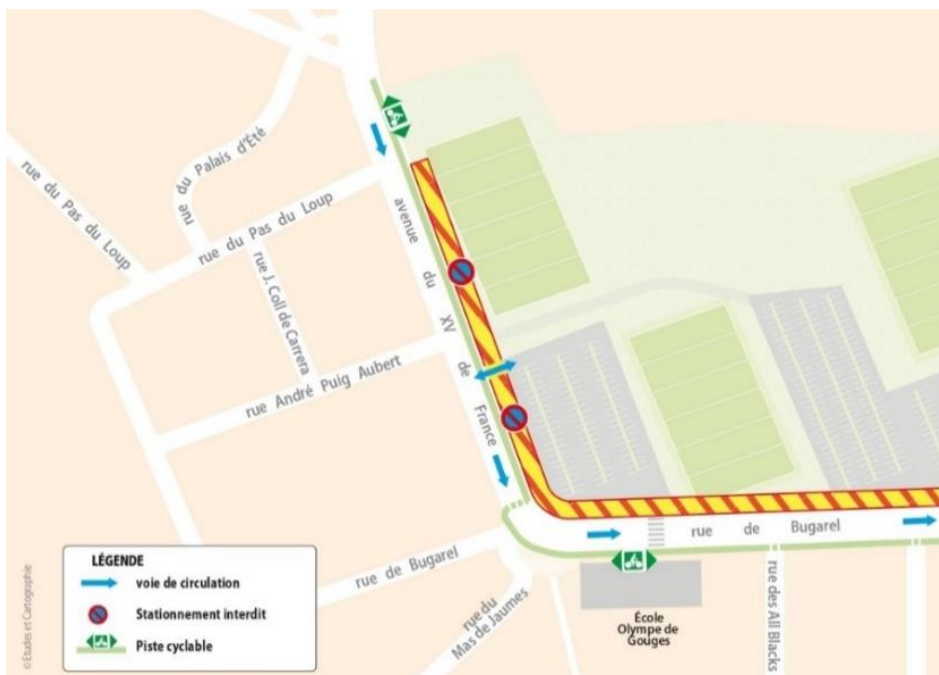 rue du Pas du Loup
rue du Palais d'Été
rue du Pas du Loup
rue J. Coll de Carrera
rue André Puig Aubert
avenue du XV de France
rue de Bugarel
rue de Bugarel
rue du
Mas de Jaumes
École
Olympe de
Gouges
rue des All Blacks
LÉGENDE
voie de circulation
Stationnement interdit
Piste cyclable
© Etudes et Cartographie